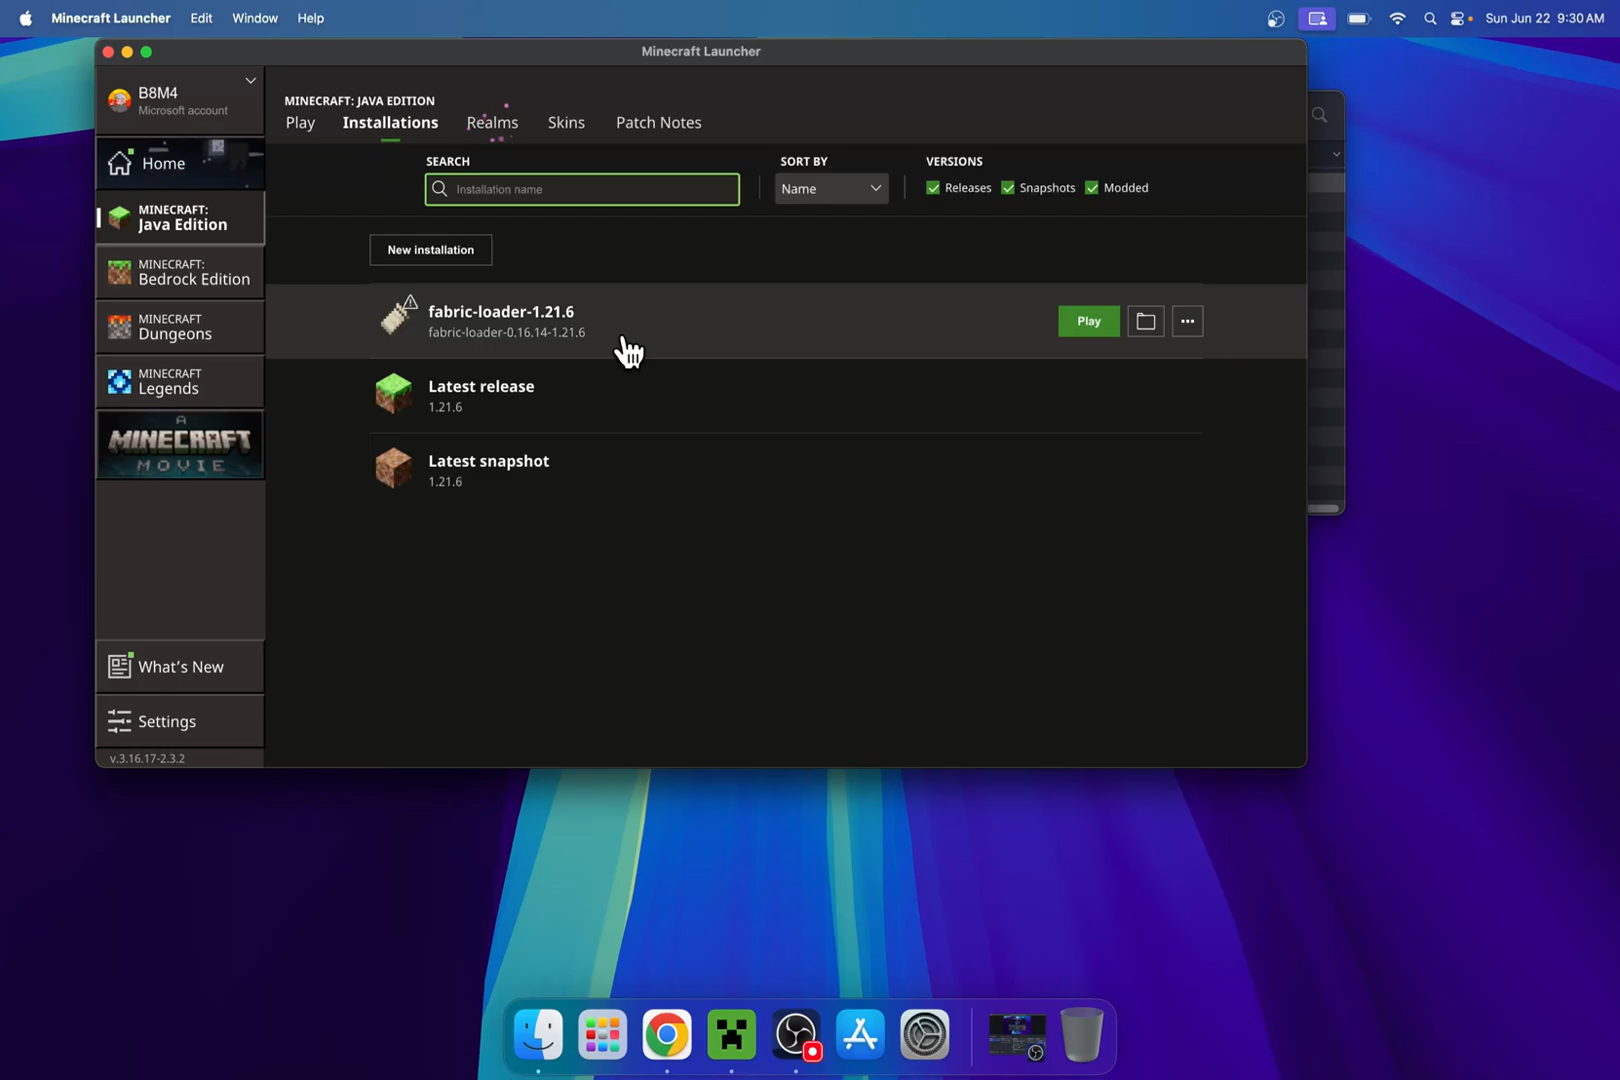 Minecraft Launcher Edit Window Help
Sun Jun 22 9:30 AM
Minecraft Launcher
B8M4
Microsoft account
Home
MINECRAFT:
Java Edition
MINECRAFT:
Bedrock Edition
MINECRAFT
Dungeons
MINECRAFT
Legends
A
MINECRAFT
MOVIE
What's New
Settings
v.3.16.17-2.3.2
MINECRAFT: JAVA EDITION
Play Installations Realms Skins Patch Notes
SEARCH SORT BY VERSIONS
Installation name Name Releases Snapshots Modded
New installation
fabric-loader-1.21.6
fabric-loader-0.16.14-1.21.6
Play
Latest release
1.21.6
Latest snapshot
1.21.6